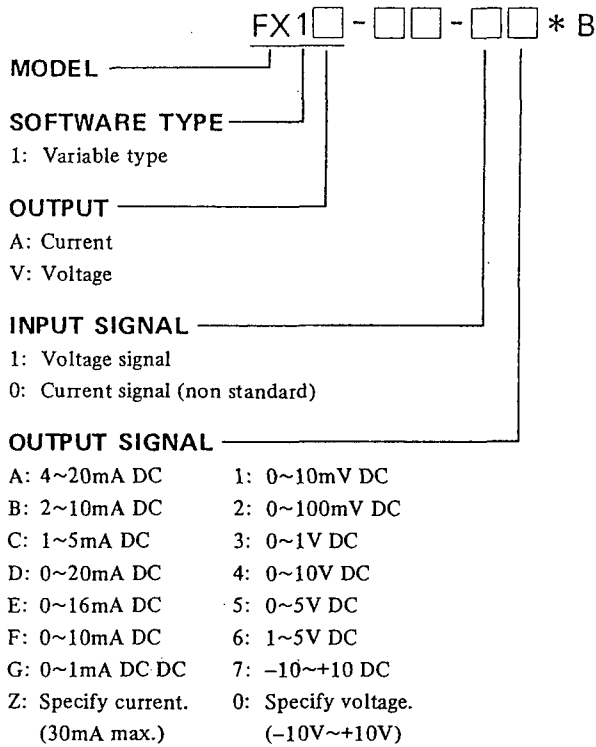 FX1□-□□-□□*B
MODEL
SOFTWARE TYPE
1: Variable type
OUTPUT
A: Current
V: Voltage
INPUT SIGNAL
1: Voltage signal
0: Current signal (non standard)
OUTPUT SIGNAL
A: 4~20mA DC 1: 0~10mV DC
B: 2~10mA DC 2: 0~100mV DC
C: 1~5mA DC 3: 0~1V DC
D: 0~20mA DC 4: 0~10V DC
E: 0~16mA DC 5: 0~5V DC
F: 0~10mA DC 6: 1~5V DC
G: 0~1mA DC DC 7: −10~+10 DC
Z: Specify current. 0: Specify voltage.
(30mA max.) (−10V~+10V)